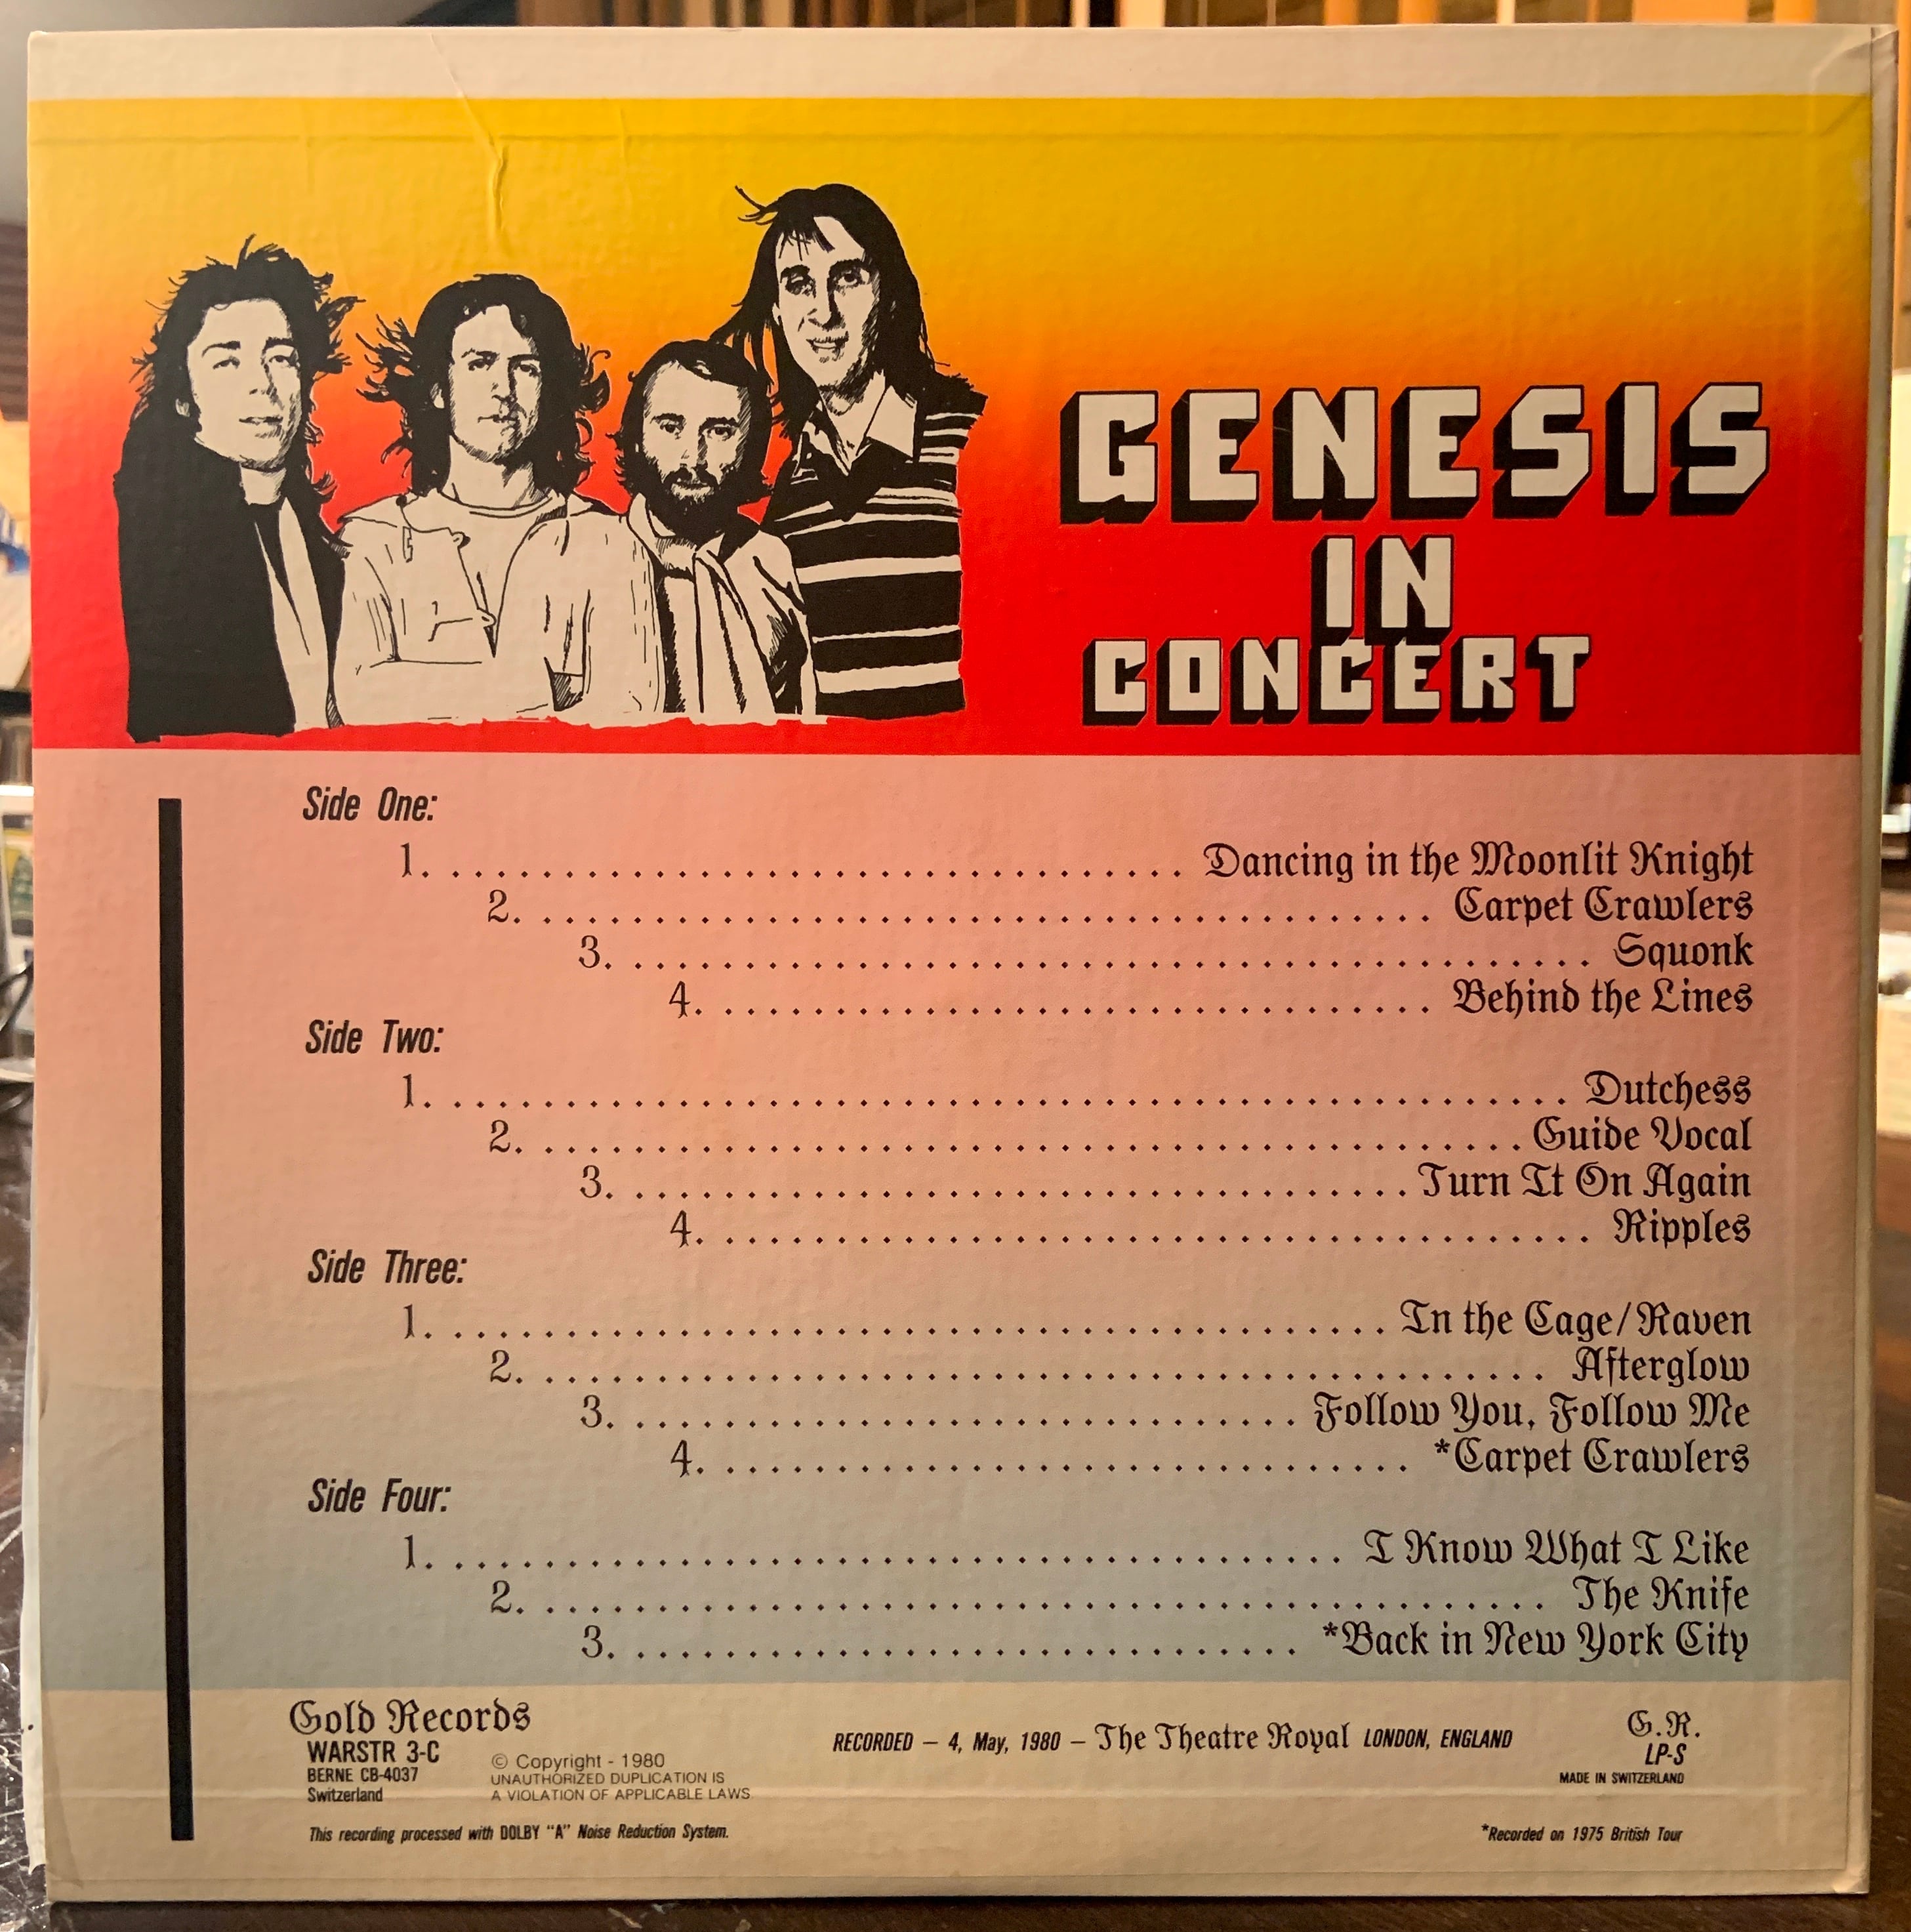 GENESIS
IN
CONCERT
Side One:
1. Dancing in the Moonlit Knight
2. Carpet Crawlers
3. Squonk
4. Behind the Lines
Side Two:
1. Dutchess
2. Guide Vocal
3. Turn It On Again
4. Ripples
Side Three:
1. In the Cage/Raven
2. Afterglow
3. Follow You, Follow Me
4. *Carpet Crawlers
Side Four:
1. I Know What I Like
2. The Knife
3. *Back in New York City
Gold Records
WARSTR 3-C
BERNE CB-4037
Switzerland
© Copyright - 1980
UNAUTHORIZED DUPLICATION IS
A VIOLATION OF APPLICABLE LAWS.
This recording processed with DOLBY “A” Noise Reduction System.
RECORDED – 4, May, 1980 – The Theatre Royal LONDON, ENGLAND
G.R.
LP-S
MADE IN SWITZERLAND
*Recorded on 1975 British Tour